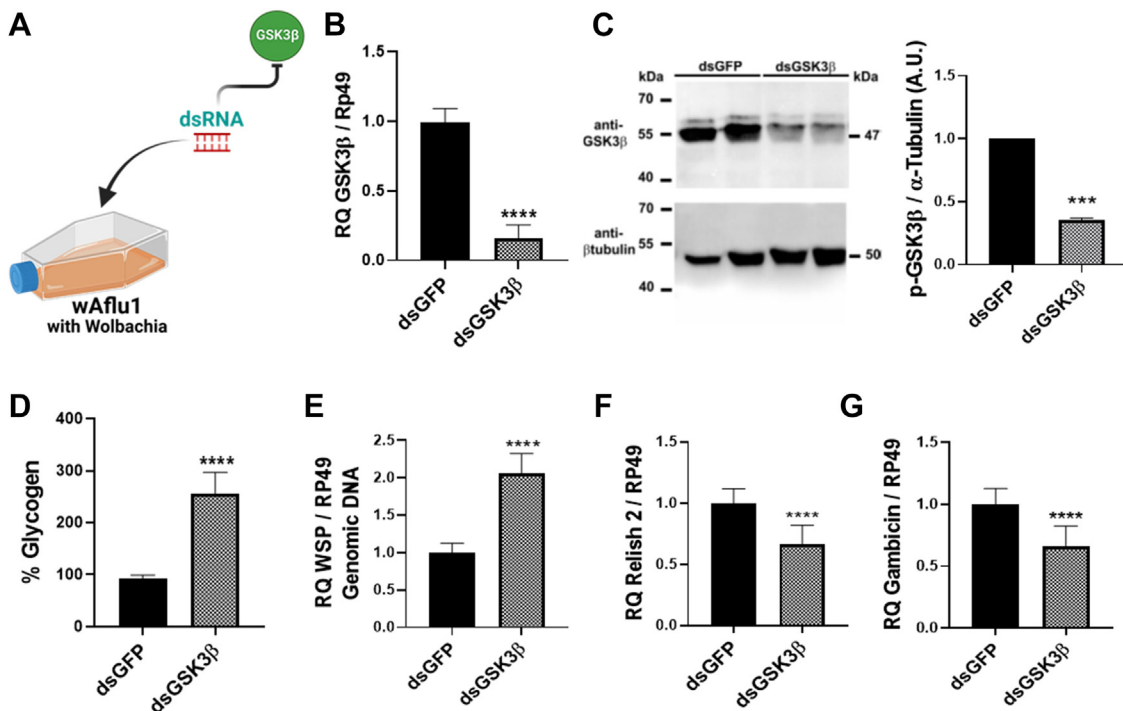 A
GSK3β
dsRNA
wAflu1
with Wolbachia
B
RQ GSK3β / Rp49
1.5
1.0
0.5
0.0
****
dsGFP
dsGSK3β
C
dsGFP dsGSK3β
kDa kDa
70
anti-
GSK3β
55 47
40
70
anti-
βtubulin
55 50
40
p-GSK3β / α-Tubulin (A.U.)
1.5
1.0
0.5
0.0
***
dsGFP
dsGSK3β
D
% Glycogen
400
300
200
100
0
****
dsGFP
dsGSK3β
E
RQ WSP / RP49
Genomic DNA
2.5
2.0
1.5
1.0
0.5
0.0
****
dsGFP
dsGSK3β
F
RQ Relish 2 / RP49
1.5
1.0
0.5
0.0
****
dsGFP
dsGSK3β
G
RQ Gambicin / RP49
1.5
1.0
0.5
0.0
****
dsGFP
dsGSK3β